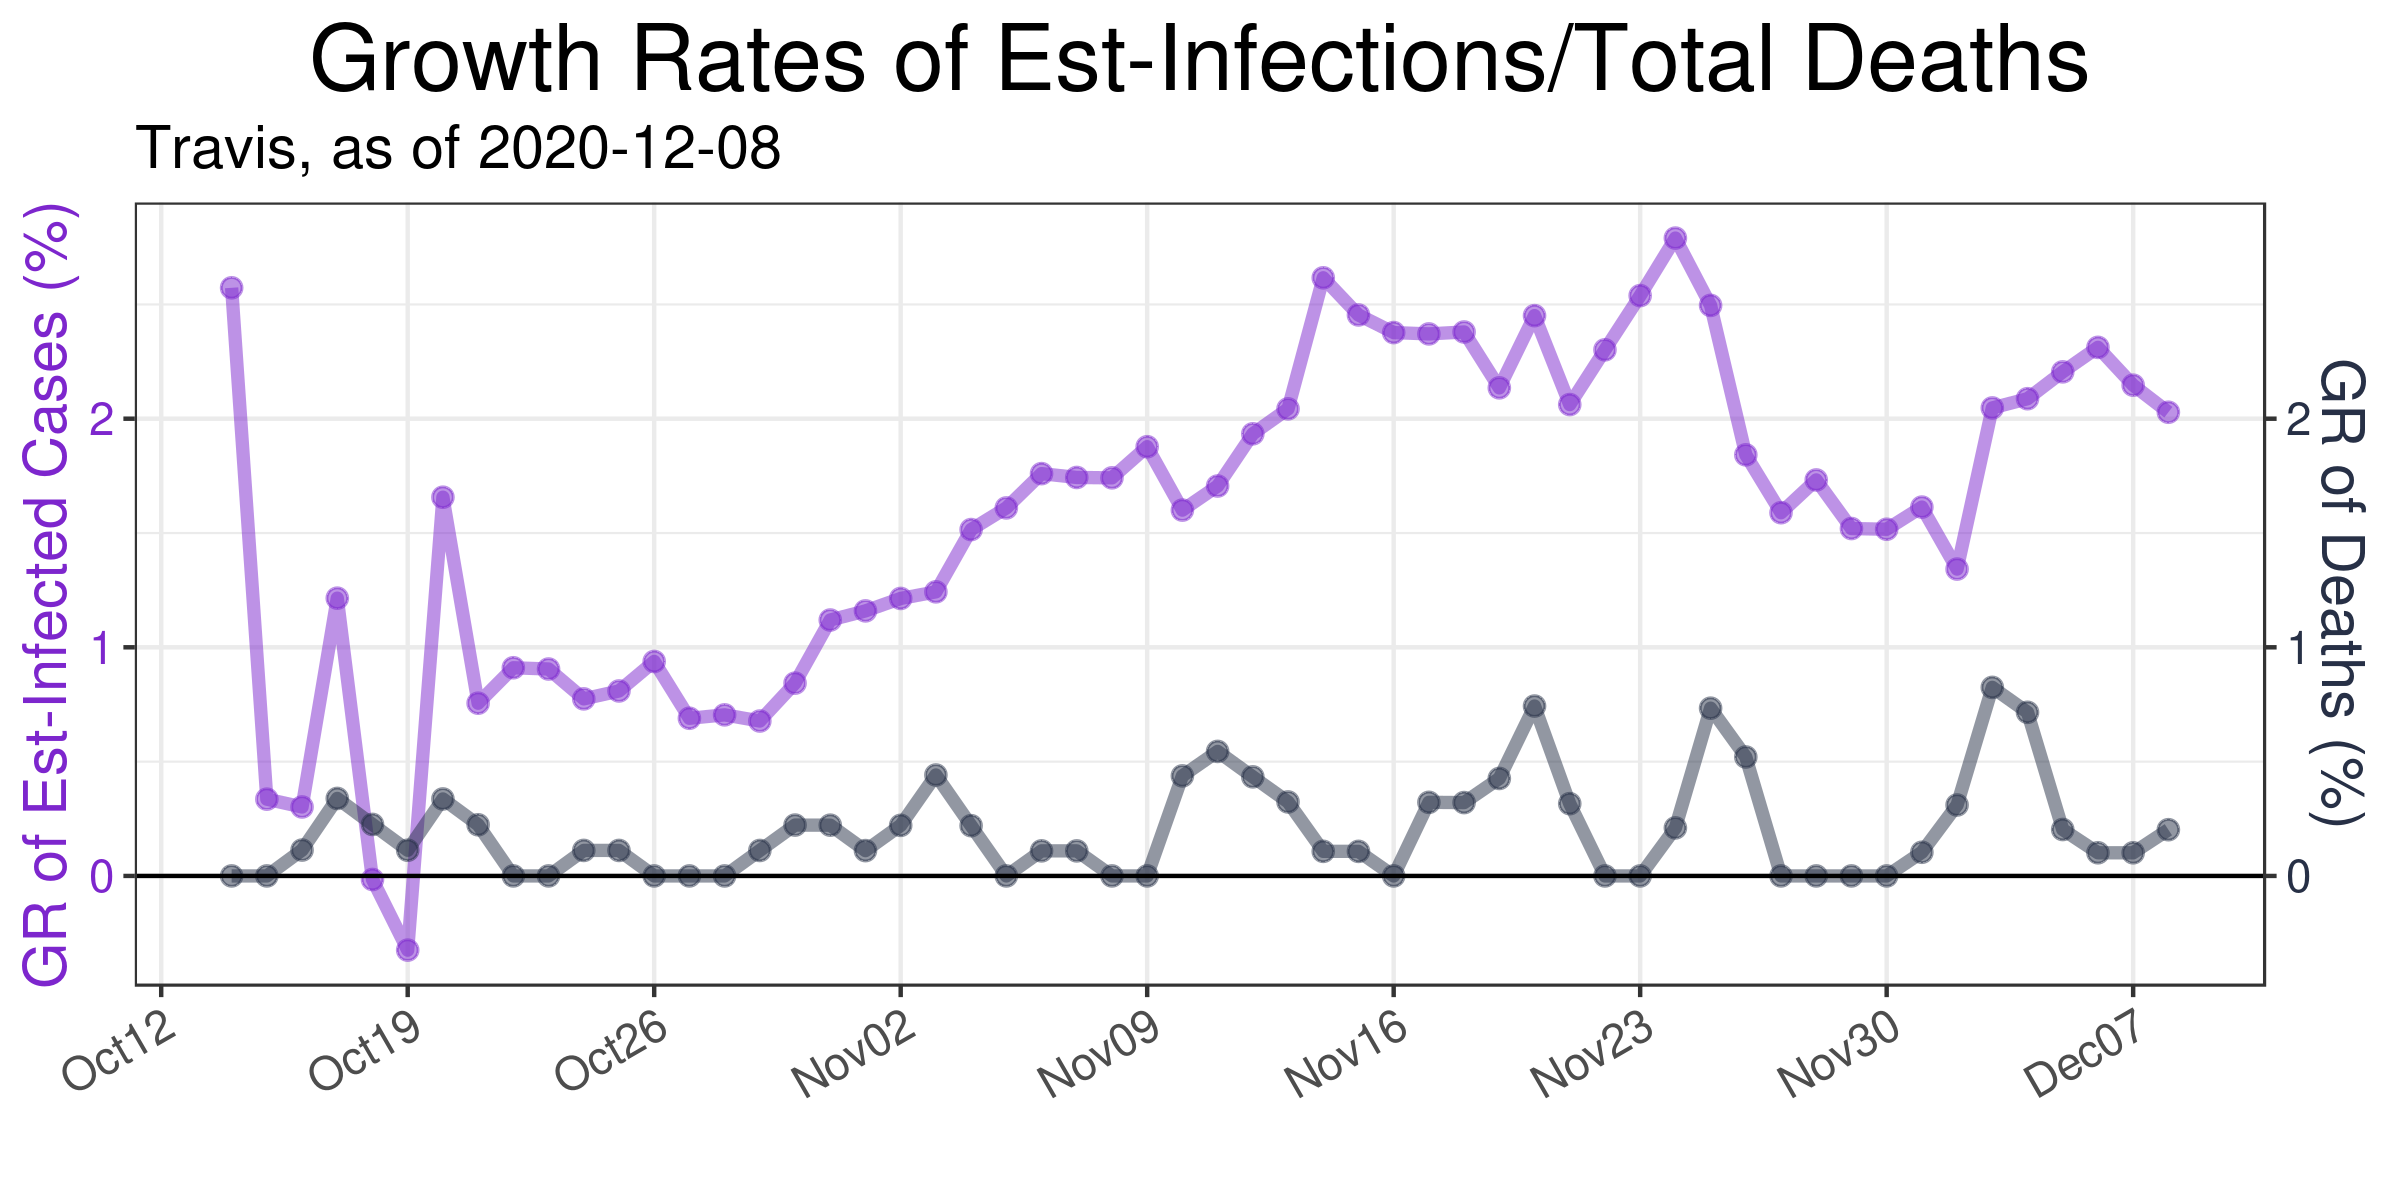 Growth Rates of Est-Infections/Total Deaths
Travis, as of 2020-12-08
GR of Est-Infected Cases (%)
2
1
0
2
1
0
GR of Deaths (%)
Oct12
Oct19
Oct26
Nov02
Nov09
Nov16
Nov23
Nov30
Dec07